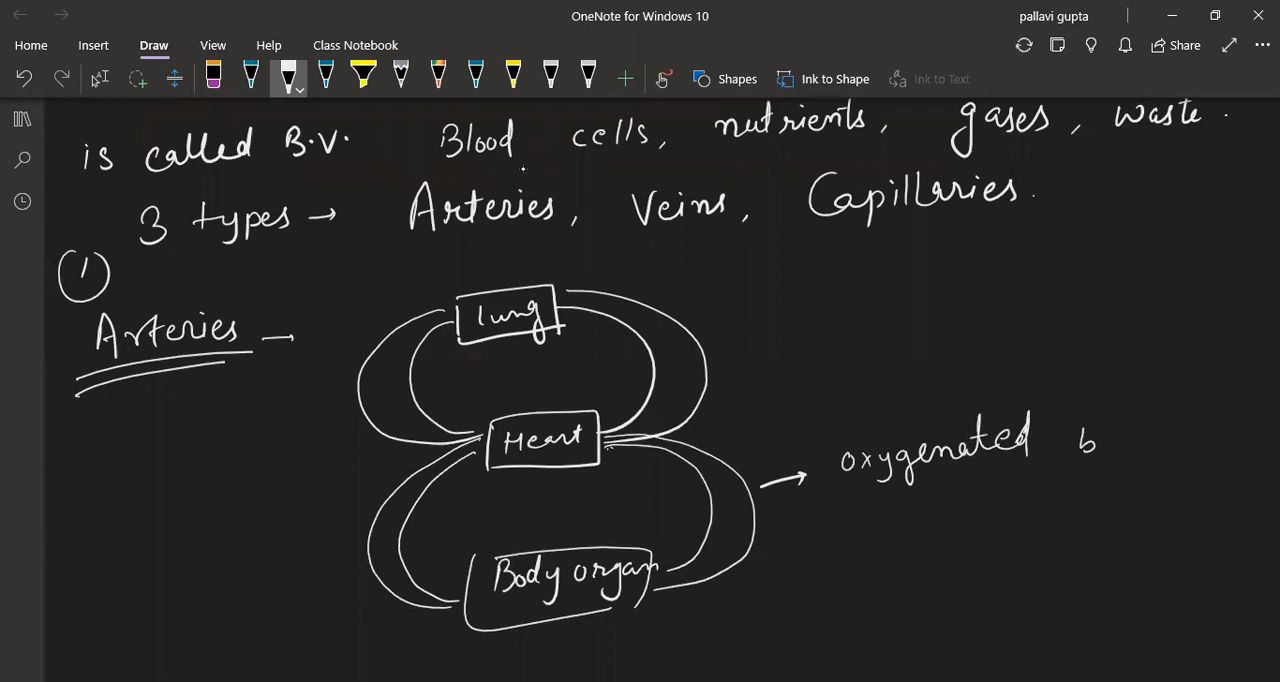 OneNote for Windows 10
pallavi gupta
Home Insert Draw View Help Class Notebook
Share
Shapes Ink to Shape Ink to Text
is called B.V. Blood cells, nutrients, gases, waste.
3 types → Arteries, Veins, Capillaries.
1
Arteries —
lung
Heart
→ oxygenated b
Body organ